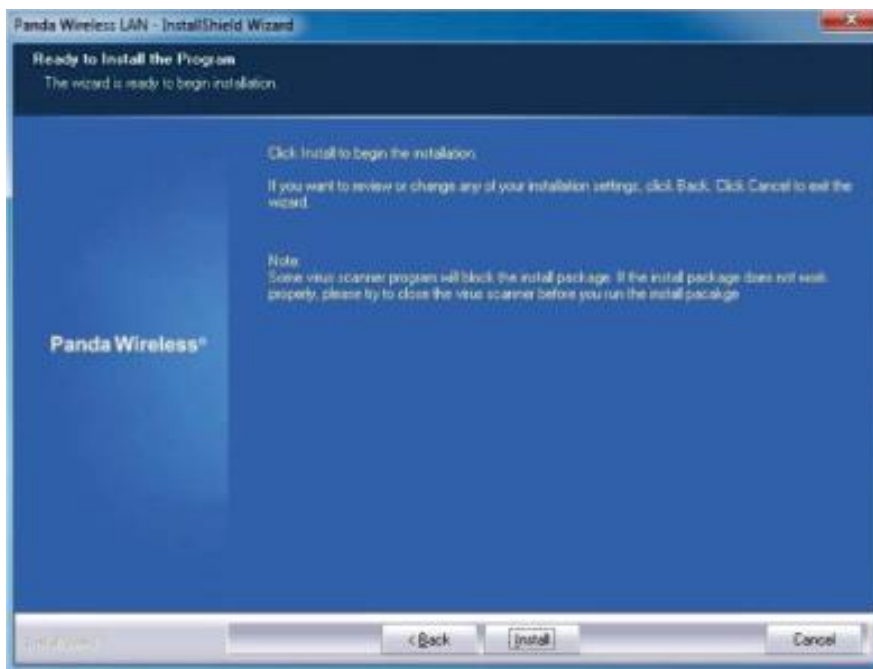 Panda Wireless LAN - InstallShield Wizard
Ready to Install the Program
The wizard is ready to begin installation.
Click Install to begin the installation.
If you want to review or change any of your installation settings, click Back. Click Cancel to exit the
wizard.
Note:
Some virus scanner program will block the install package. If the install package does not work
properly, please try to close the virus scanner before you run the install pacakge
Panda Wireless®
InstallShield
< Back
Install
Cancel